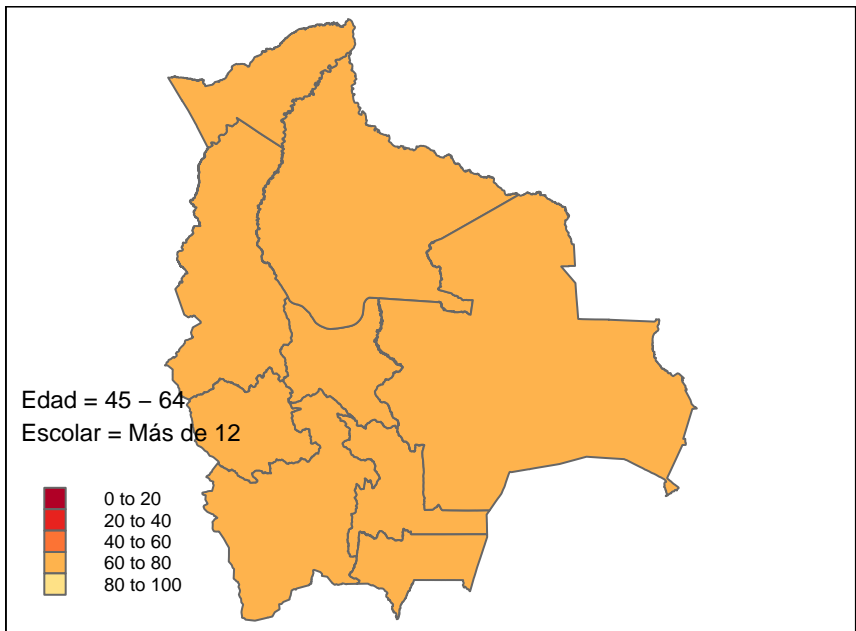 Edad = 45 – 64
Escolar = Más de 12
0 to 20
20 to 40
40 to 60
60 to 80
80 to 100